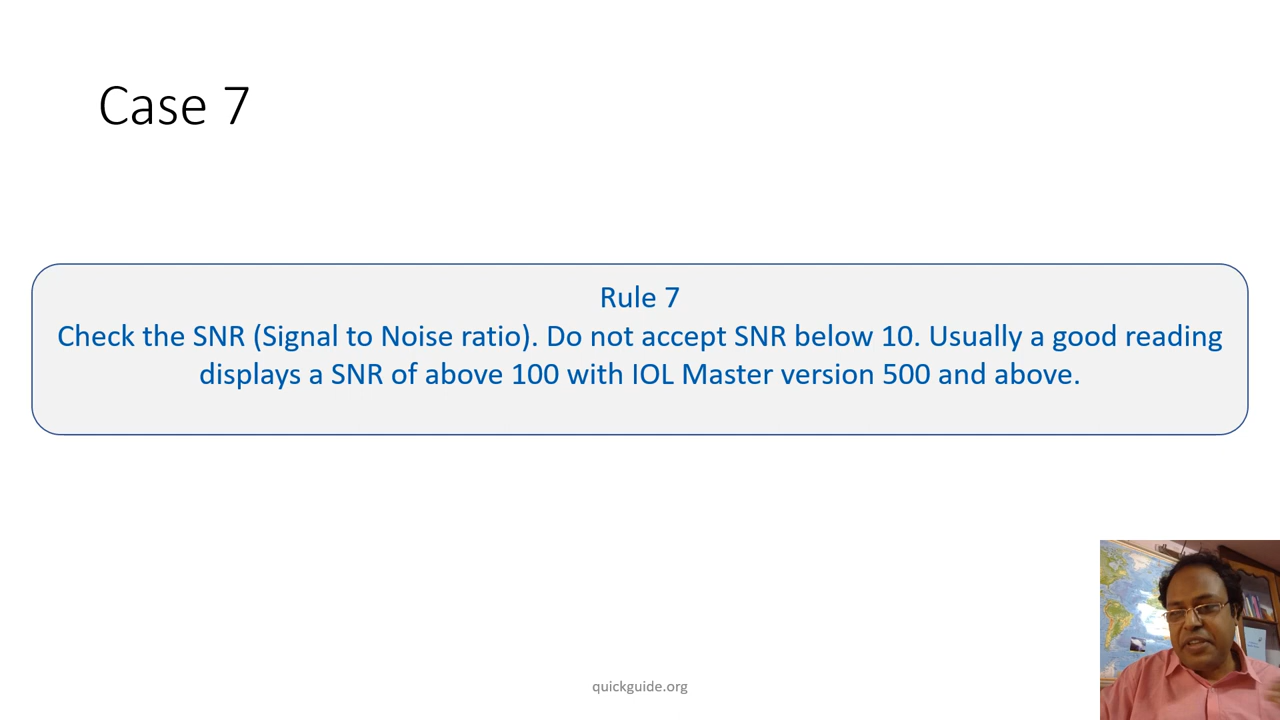 Case 7
Rule 7
Check the SNR (Signal to Noise ratio). Do not accept SNR below 10. Usually a good reading
displays a SNR of above 100 with IOL Master version 500 and above.
quickguide.org